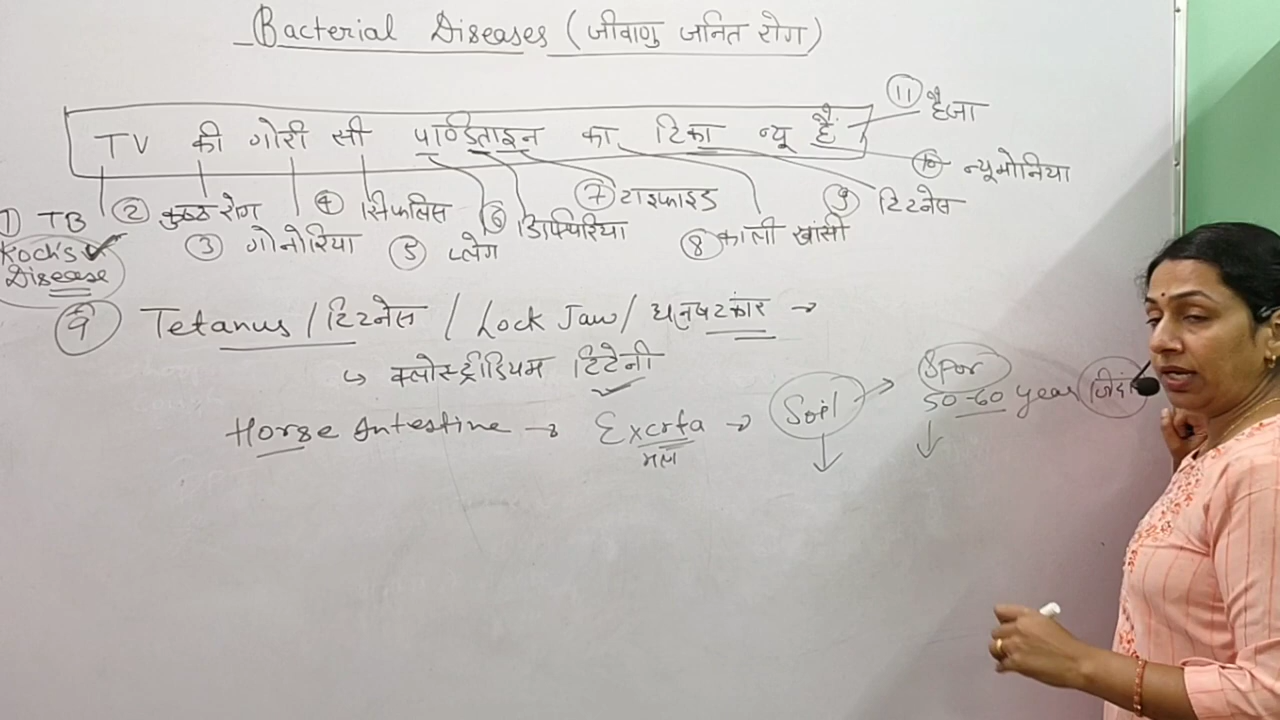 Bacterial Diseases (जीवाणु जनित रोग)
TV की गोरी सी पाण्डिताइन का टिका न्यू हैं
11 हैजा
10 न्यूमोनिया
1 TB
Koch's Disease
2 कुष्ठ रोग
3 गोनोरिया
4 सिफलिस
5 प्लेग
6 डिप्थिरिया
7 टाइफाइड
8 काली खांसी
9 टिटनेस
9 Tetanus / टिटनेस / Lock Jaw / धनुषटंकार →
↳ क्लोस्ट्रीडियम टिटेनी
Horse Intestine → Excrta → Soil → Spor
मल
50-60 year